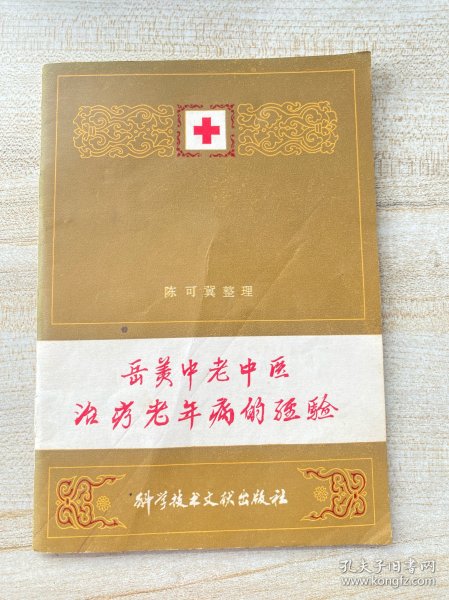 陈可冀整理
岳美中老中医
治疗老年病的经验
科学技术文献出版社
孔夫子旧书网
www.kongfz.com